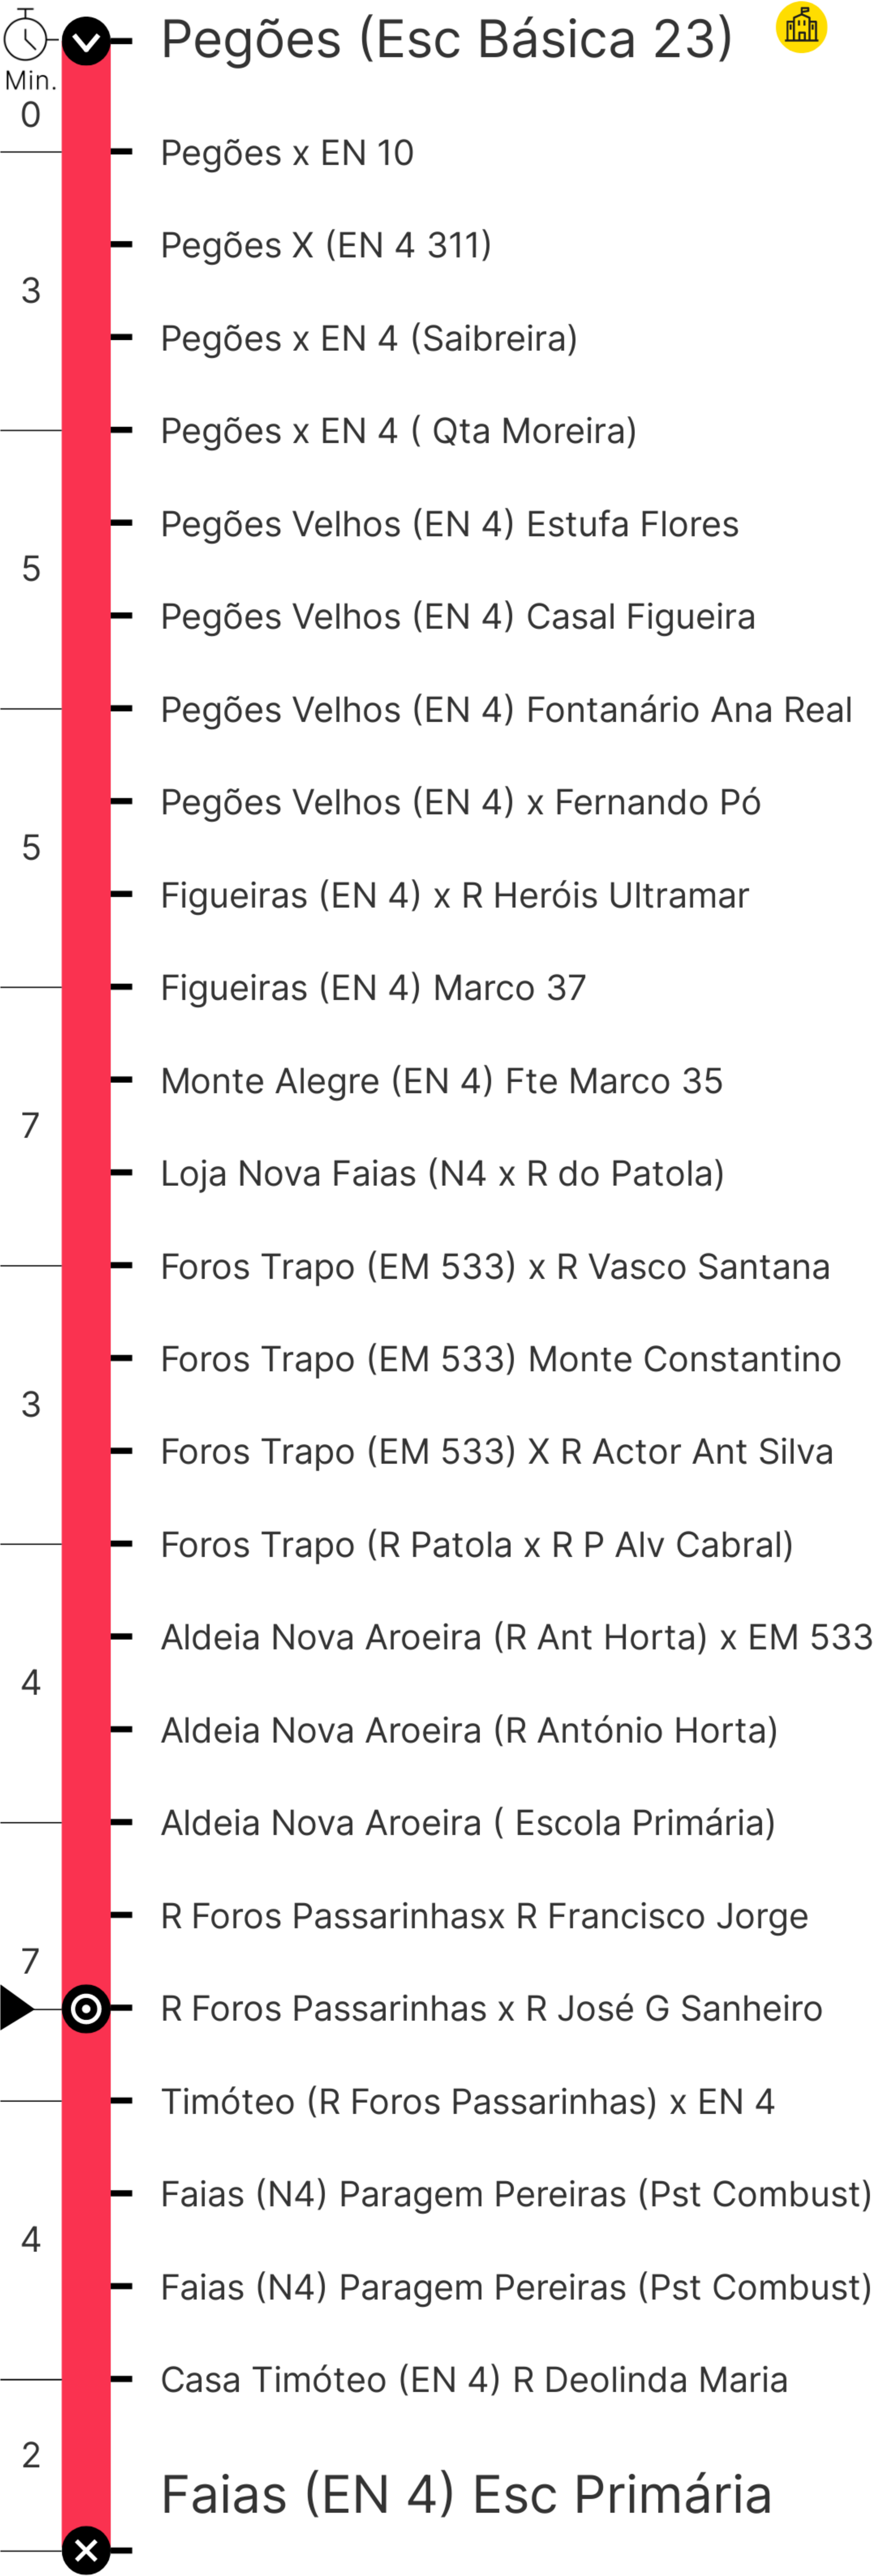 Pegões (Esc Básica 23)
Min.
0
Pegões x EN 10
Pegões X (EN 4 311)
3
Pegões x EN 4 (Saibreira)
Pegões x EN 4 ( Qta Moreira)
Pegões Velhos (EN 4) Estufa Flores
5
Pegões Velhos (EN 4) Casal Figueira
Pegões Velhos (EN 4) Fontanário Ana Real
Pegões Velhos (EN 4) x Fernando Pó
5
Figueiras (EN 4) x R Heróis Ultramar
Figueiras (EN 4) Marco 37
Monte Alegre (EN 4) Fte Marco 35
7
Loja Nova Faias (N4 x R do Patola)
Foros Trapo (EM 533) x R Vasco Santana
Foros Trapo (EM 533) Monte Constantino
3
Foros Trapo (EM 533) X R Actor Ant Silva
Foros Trapo (R Patola x R P Alv Cabral)
Aldeia Nova Aroeira (R Ant Horta) x EM 533
4
Aldeia Nova Aroeira (R António Horta)
Aldeia Nova Aroeira ( Escola Primária)
R Foros Passarinhasx R Francisco Jorge
7
R Foros Passarinhas x R José G Sanheiro
Timóteo (R Foros Passarinhas) x EN 4
Faias (N4) Paragem Pereiras (Pst Combust)
4
Faias (N4) Paragem Pereiras (Pst Combust)
Casa Timóteo (EN 4) R Deolinda Maria
2
Faias (EN 4) Esc Primária